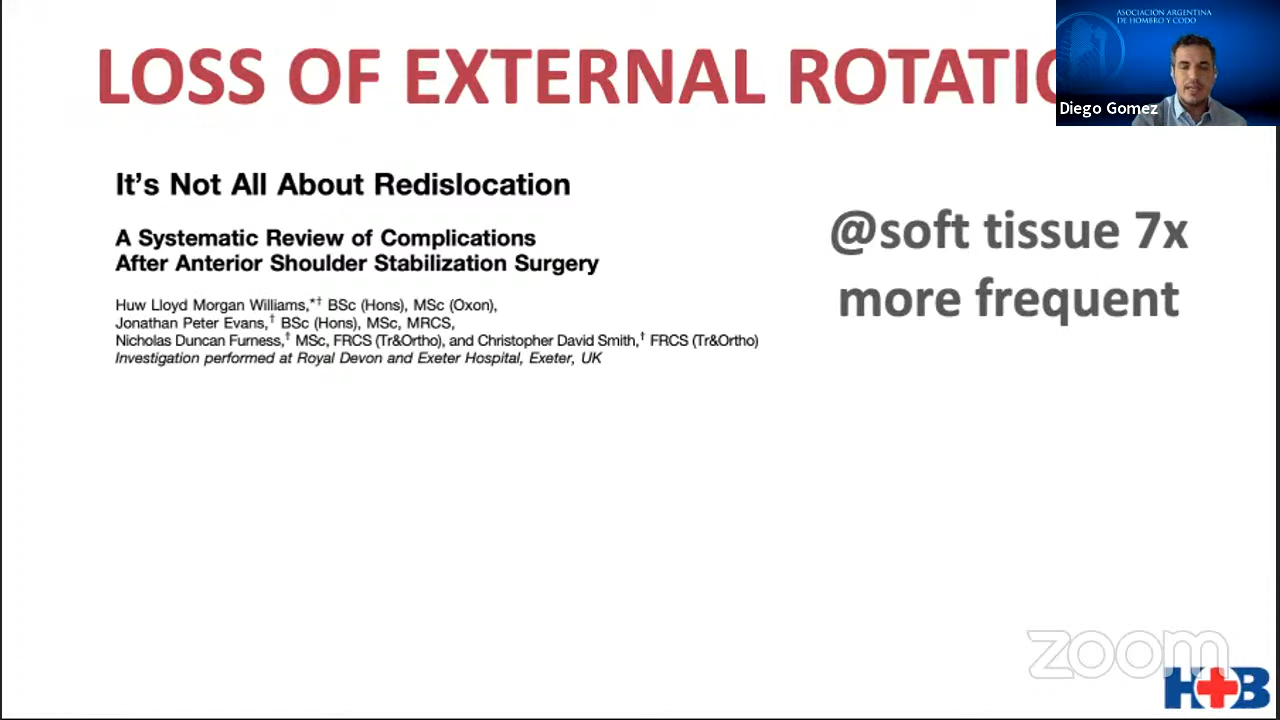 LOSS OF EXTERNAL ROTATI
ASOCIACIÓN ARGENTINA
DE HOMBRO Y CODO
Diego Gomez
It's Not All About Redislocation
A Systematic Review of Complications
After Anterior Shoulder Stabilization Surgery
Huw Lloyd Morgan Williams,*† BSc (Hons), MSc (Oxon),
Jonathan Peter Evans,† BSc (Hons), MSc, MRCS,
Nicholas Duncan Furness,† MSc, FRCS (Tr&Ortho), and Christopher David Smith,† FRCS (Tr&Ortho)
Investigation performed at Royal Devon and Exeter Hospital, Exeter, UK
@soft tissue 7x
more frequent
zoom
H B